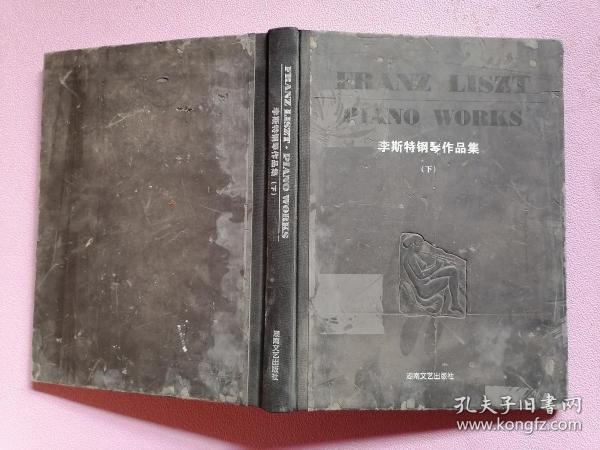 FRANZ LISZT
PIANO WORKS
李斯特钢琴作品集
(下)
湖南文艺出版社
FRANZ LISZT·PIANO WORKS
李斯特钢琴作品集(下)
湖南文艺出版社
孔夫子旧书网
www.kongfz.com